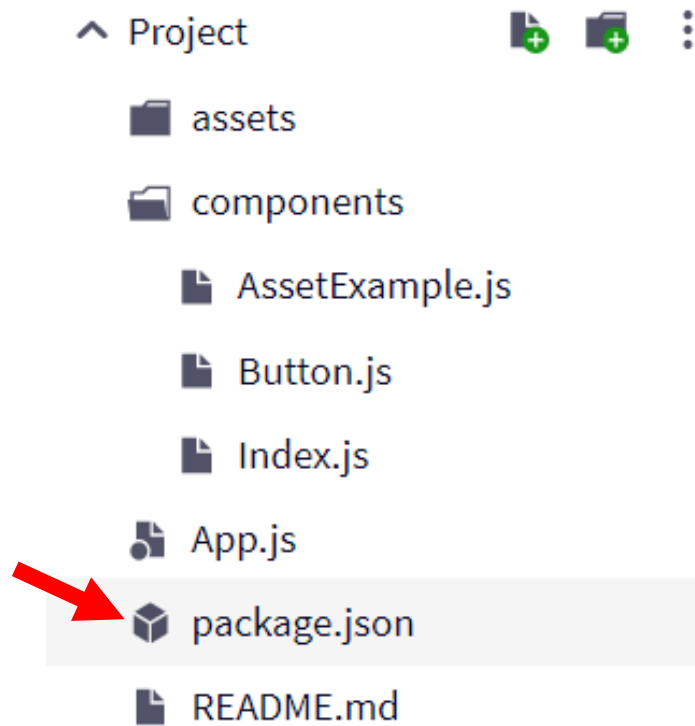 Project
assets
components
AssetExample.js
Button.js
Index.js
App.js
package.json
README.md